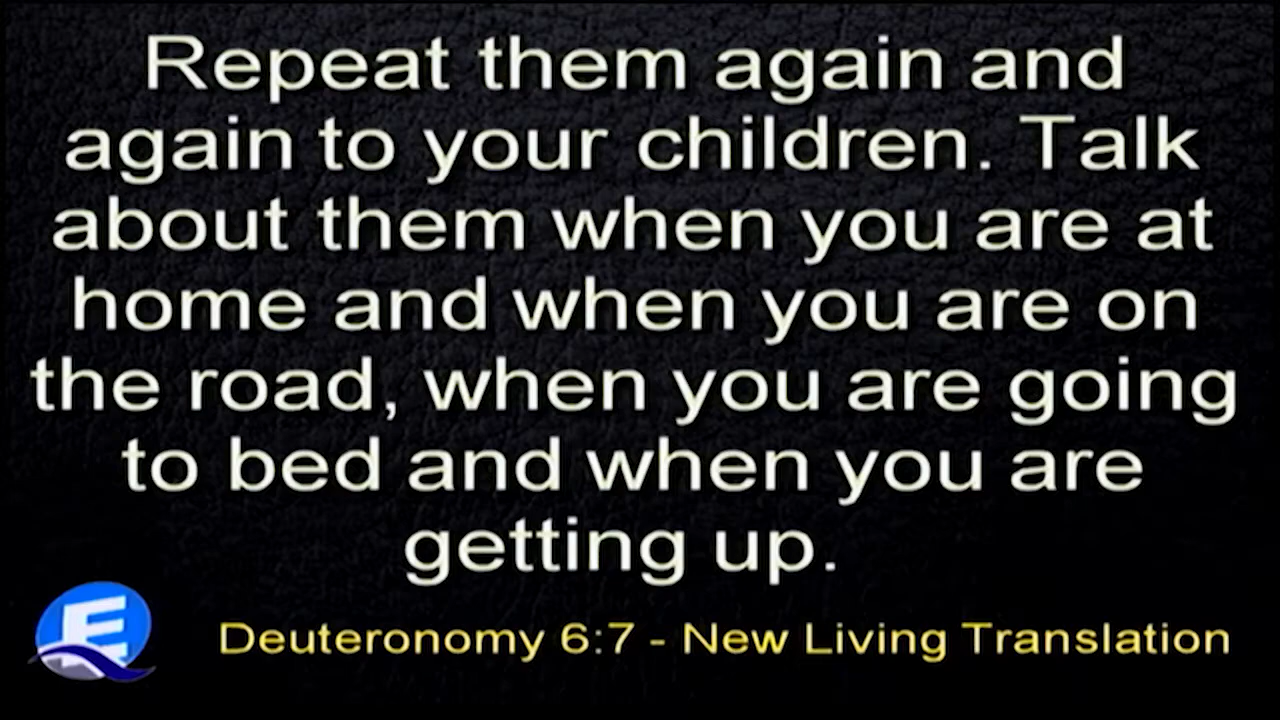 Repeat them again and
again to your children. Talk
about them when you are at
home and when you are on
the road, when you are going
to bed and when you are
getting up.
E
Deuteronomy 6:7 - New Living Translation